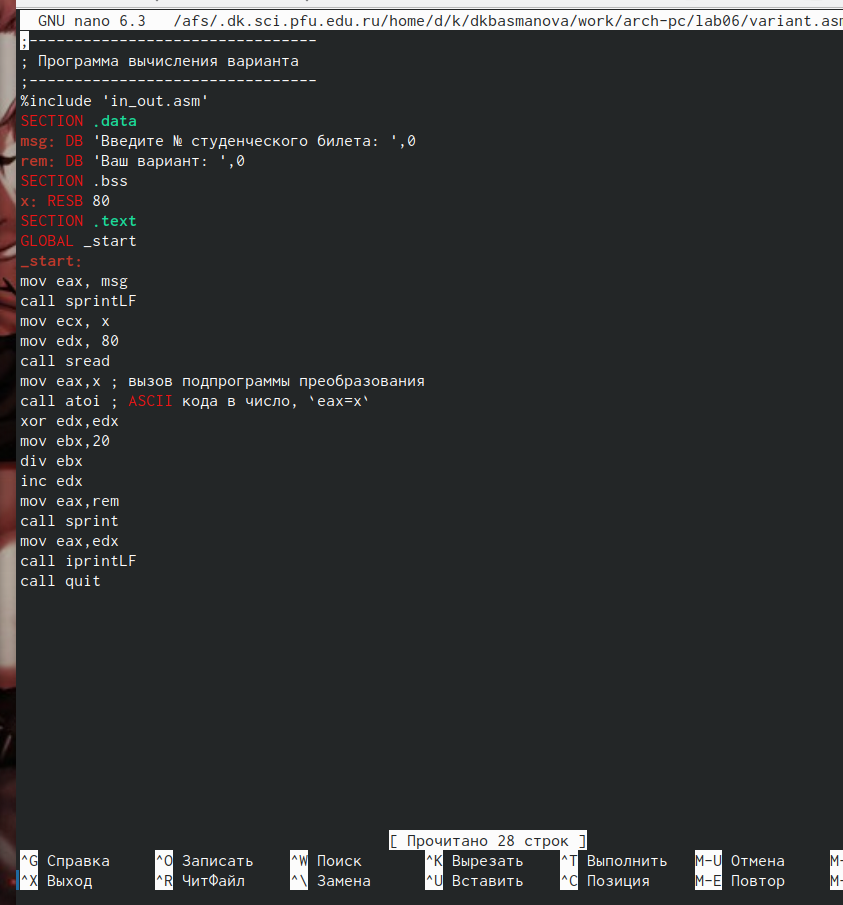 GNU nano 6.3 /afs/.dk.sci.pfu.edu.ru/home/d/k/dkbasmanova/work/arch-pc/lab06/variant.asm
;--------------------------------
; Программа вычисления варианта
;--------------------------------
%include 'in_out.asm'
SECTION .data
msg: DB 'Введите № студенческого билета: ',0
rem: DB 'Ваш вариант: ',0
SECTION .bss
x: RESB 80
SECTION .text
GLOBAL _start
_start:
mov eax, msg
call sprintLF
mov ecx, x
mov edx, 80
call sread
mov eax,x ; вызов подпрограммы преобразования
call atoi ; ASCII кода в число, `eax=x`
xor edx,edx
mov ebx,20
div ebx
inc edx
mov eax,rem
call sprint
mov eax,edx
call iprintLF
call quit
[ Прочитано 28 строк ]
^G Справка ^O Записать ^W Поиск ^K Вырезать ^T Выполнить M-U Отмена M-
^X Выход ^R ЧитФайл ^\ Замена ^U Вставить ^C Позиция M-E Повтор M-